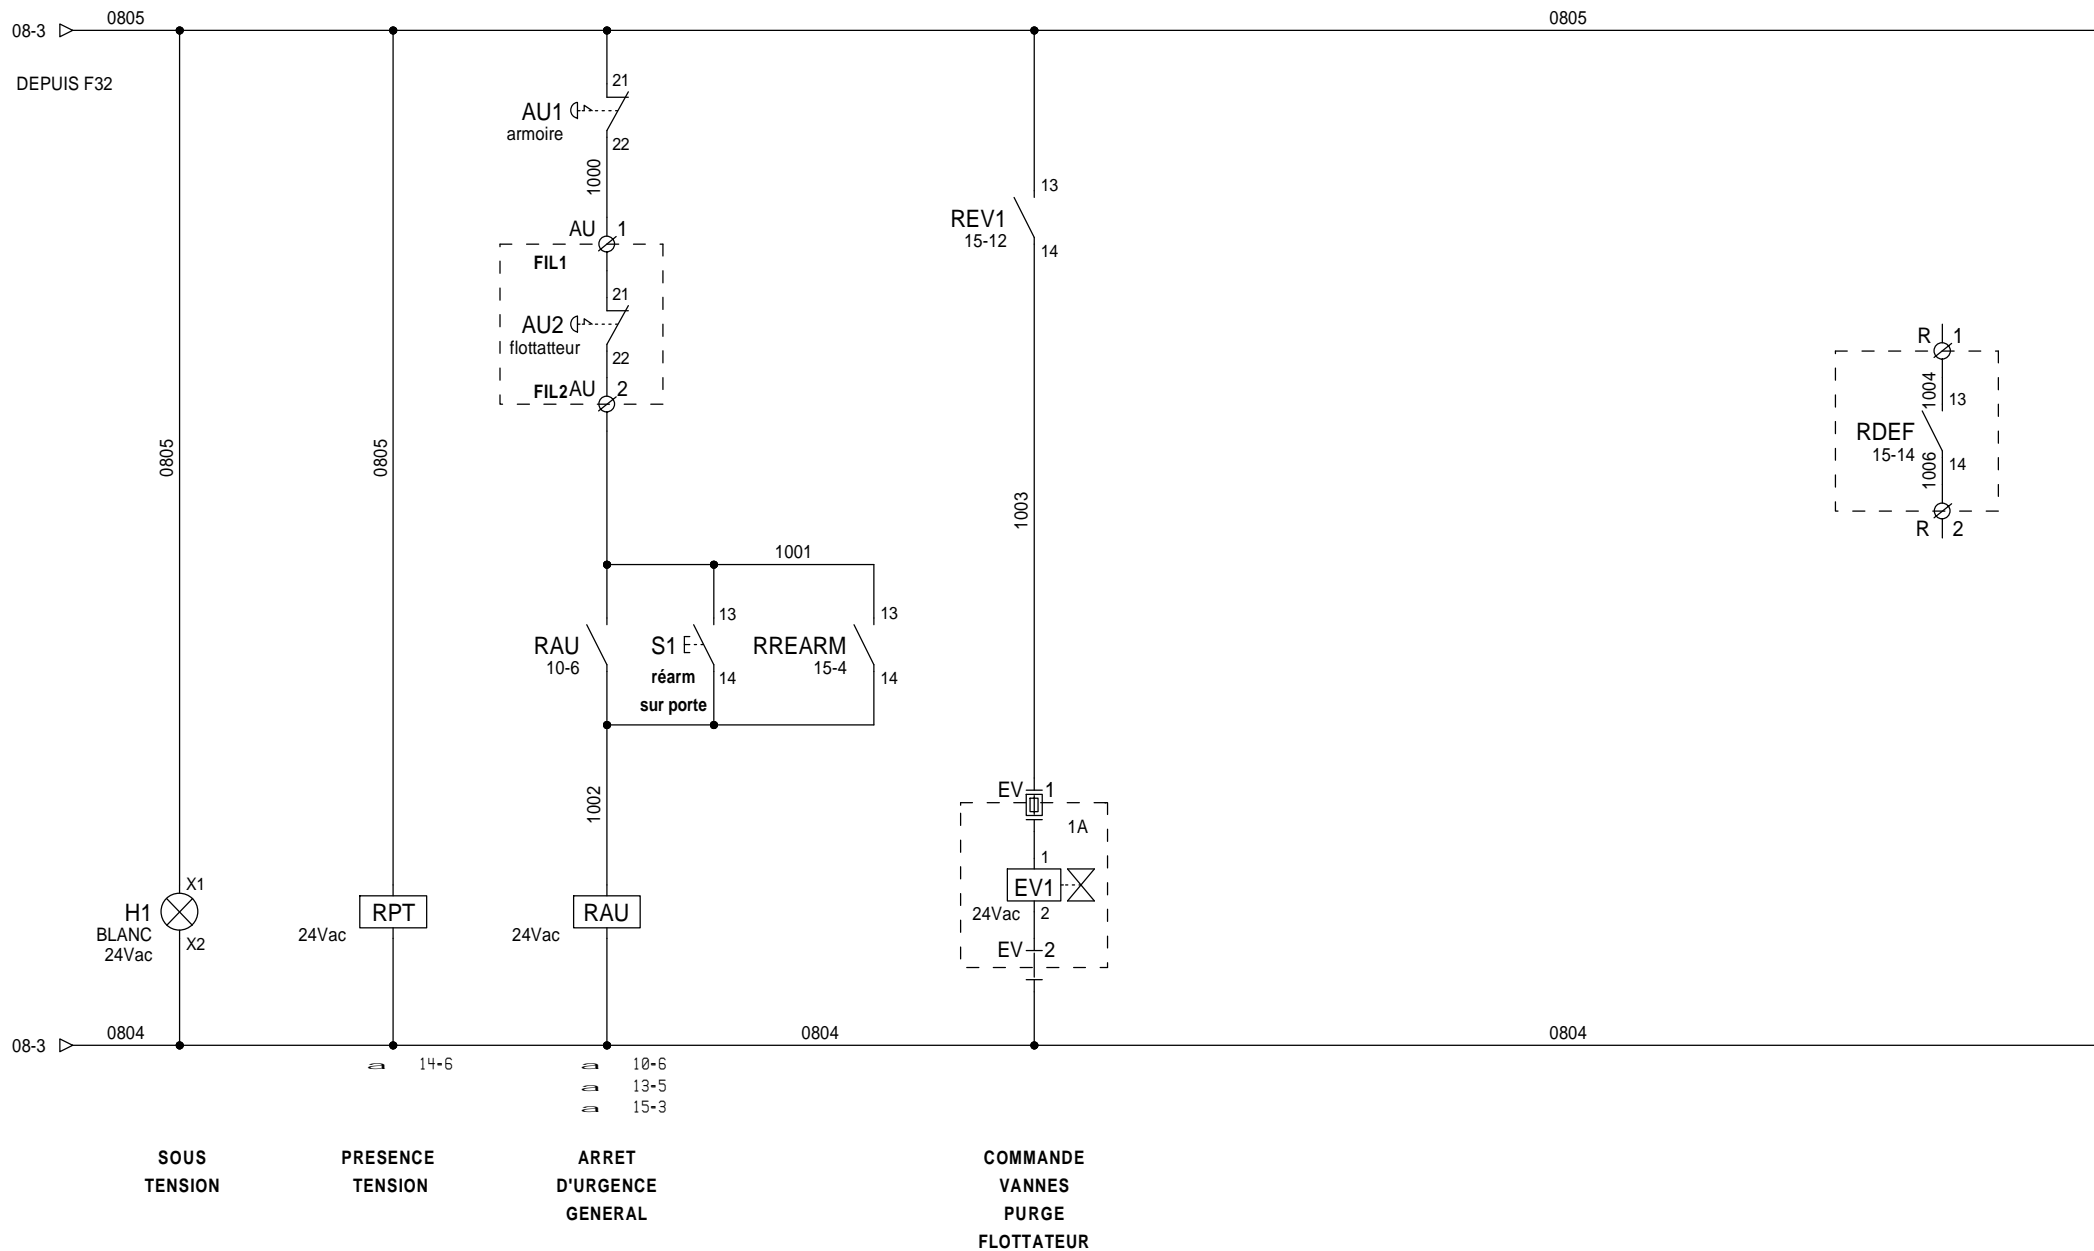 0805
0805
08-3
DEPUIS F32
21
AU1
armoire
22
1000
AU 1
FIL1
21
AU2
flottatteur
22
FIL2 AU 2
13
REV1
15-12
14
R 1
1004
13
RDEF
15-14
1006
14
R 2
0805
0805
1003
1001
RAU
10-6
13
S1
14
réarm
sur porte
13
RREARM
15-4
14
1002
EV 1
1A
1
EV1
24Vac
2
EV 2
X1
H1
BLANC
24Vac
X2
RPT
24Vac
RAU
24Vac
08-3
0804
0804
0804
a 14-6
a 10-6
a 13-5
a 15-3
SOUS
TENSION
PRESENCE
TENSION
ARRET
D'URGENCE
GENERAL
COMMANDE
VANNES
PURGE
FLOTTATEUR